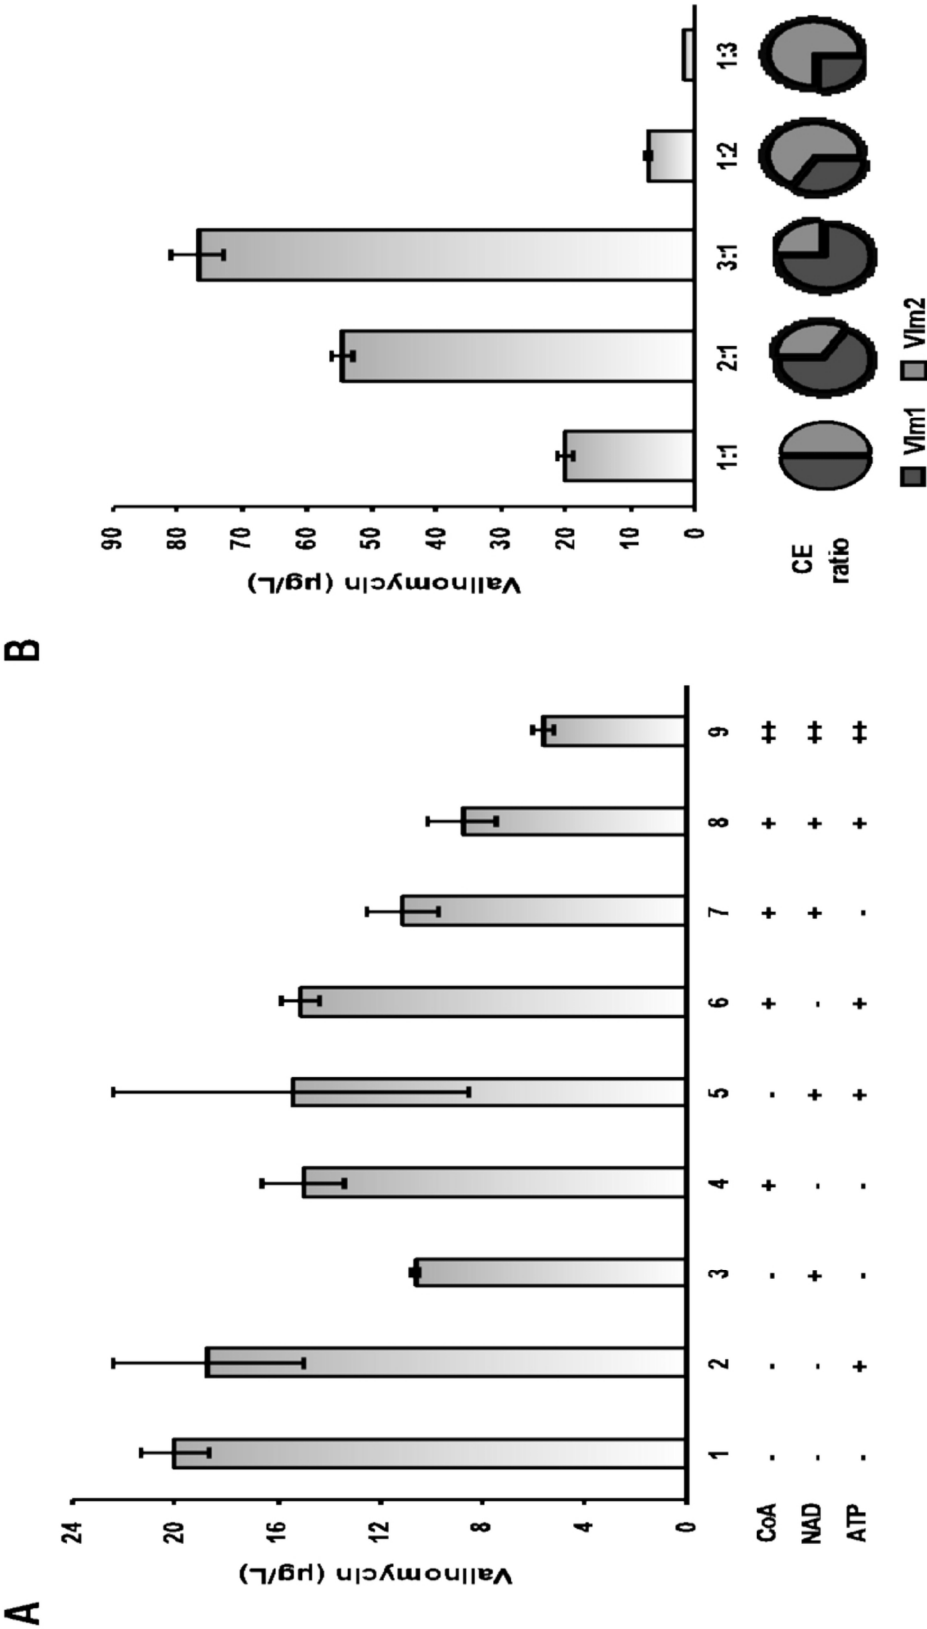 A
Valinomycin (µg/L)
24
20
16
12
8
4
0
1 2 3 4 5 6 7 8 9
CoA - - - + - + + + ++
NAD - - + - + - + + ++
ATP - + - - + + - + ++
B
Valinomycin (µg/L)
90
80
70
60
50
40
30
20
10
0
1:1 2:1 3:1 1:2 1:3
CE
ratio
Vlm1 Vlm2